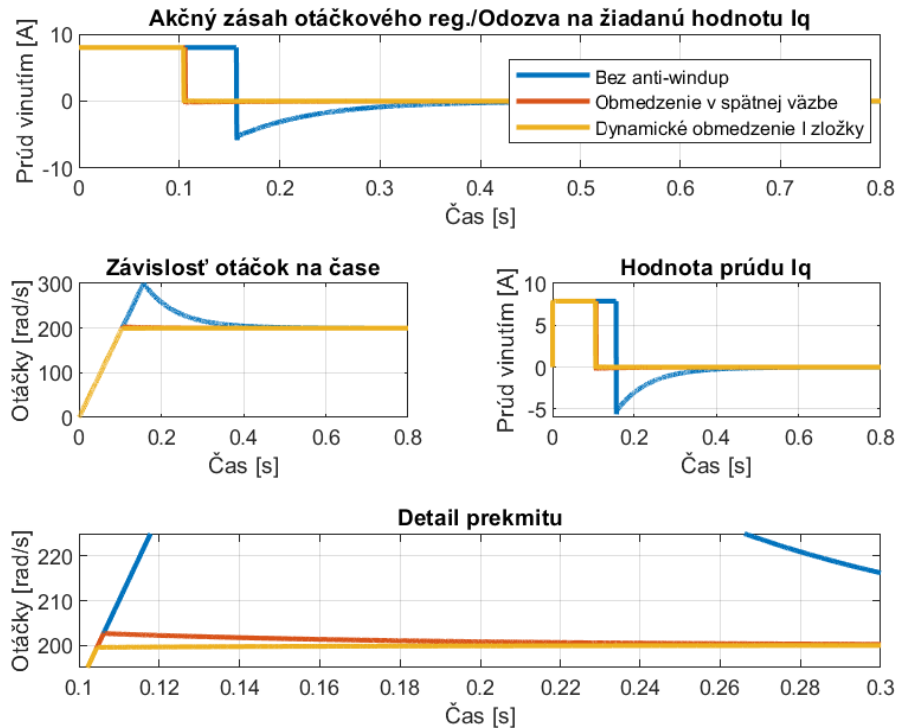 Akčný zásah otáčkového reg./Odozva na žiadanú hodnotu Iq
Prúd vinutím [A]
10
0
-10
Bez anti-windup
Obmedzenie v spätnej väzbe
Dynamické obmedzenie I zložky
0 0.1 0.2 0.3 0.4 0.5 0.6 0.7 0.8
Čas [s]
Závislosť otáčok na čase
Otáčky [rad/s]
300
200
100
0
0 0.2 0.4 0.6 0.8
Čas [s]
Hodnota prúdu Iq
Prúd vinutím [A]
10
5
0
-5
0 0.2 0.4 0.6 0.8
Čas [s]
Detail prekmitu
Otáčky [rad/s]
220
210
200
0.1 0.12 0.14 0.16 0.18 0.2 0.22 0.24 0.26 0.28 0.3
Čas [s]